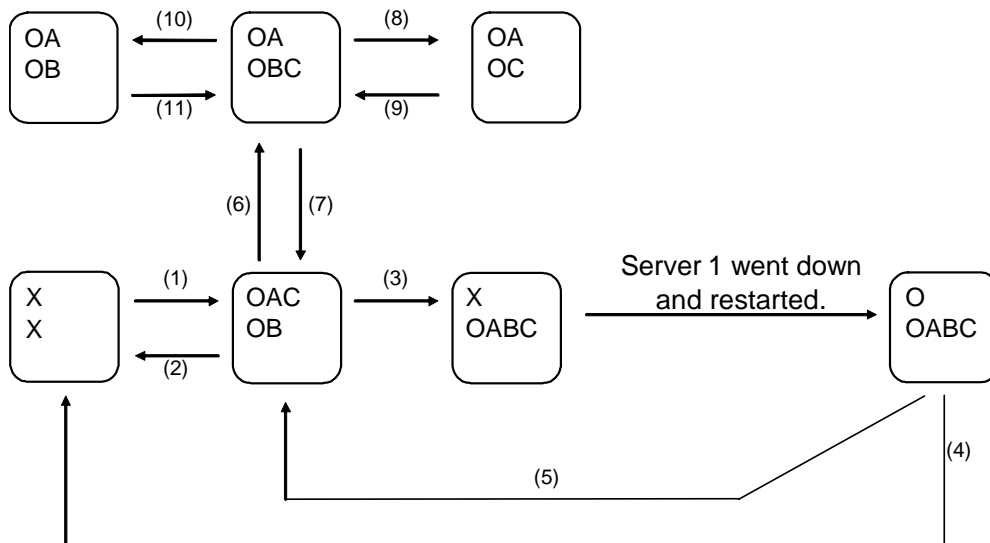 (10)
(8)
OA
OB
OA
OBC
OA
OC
(11)
(9)
(6)
(7)
(1)
(3)
Server 1 went down
and restarted.
X
X
OAC
OB
X
OABC
O
OABC
(2)
(5)
(4)